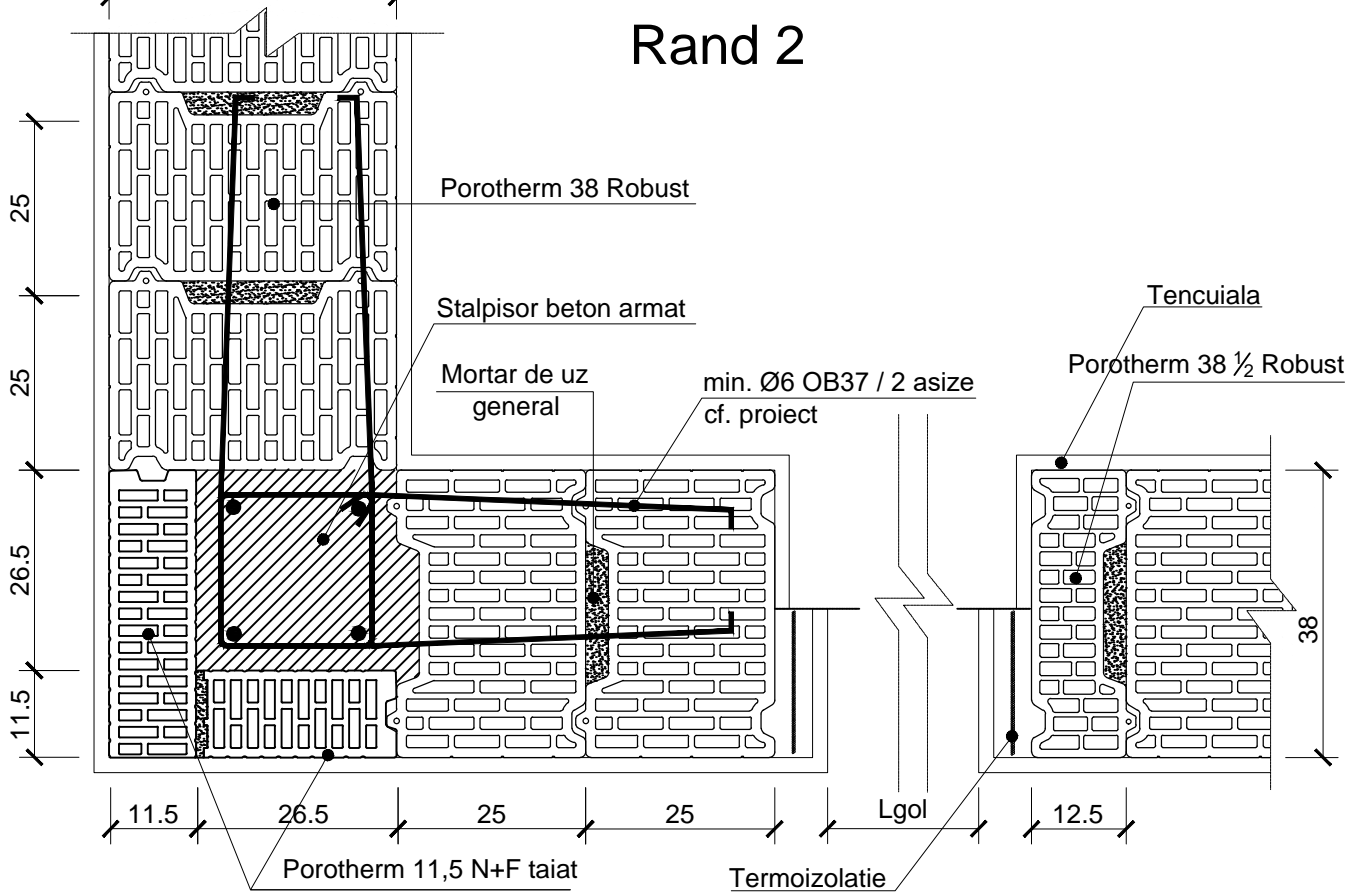 Rand 2
Porotherm 38 Robust
Stalpisor beton armat
Tencuiala
Porotherm 38 ½ Robust
Mortar de uz
general
min. Ø6 OB37 / 2 asize
cf. proiect
25
25
26.5
11.5
38
11.5
26.5
25
25
Lgol
12.5
Porotherm 11,5 N+F taiat
Termoizolatie